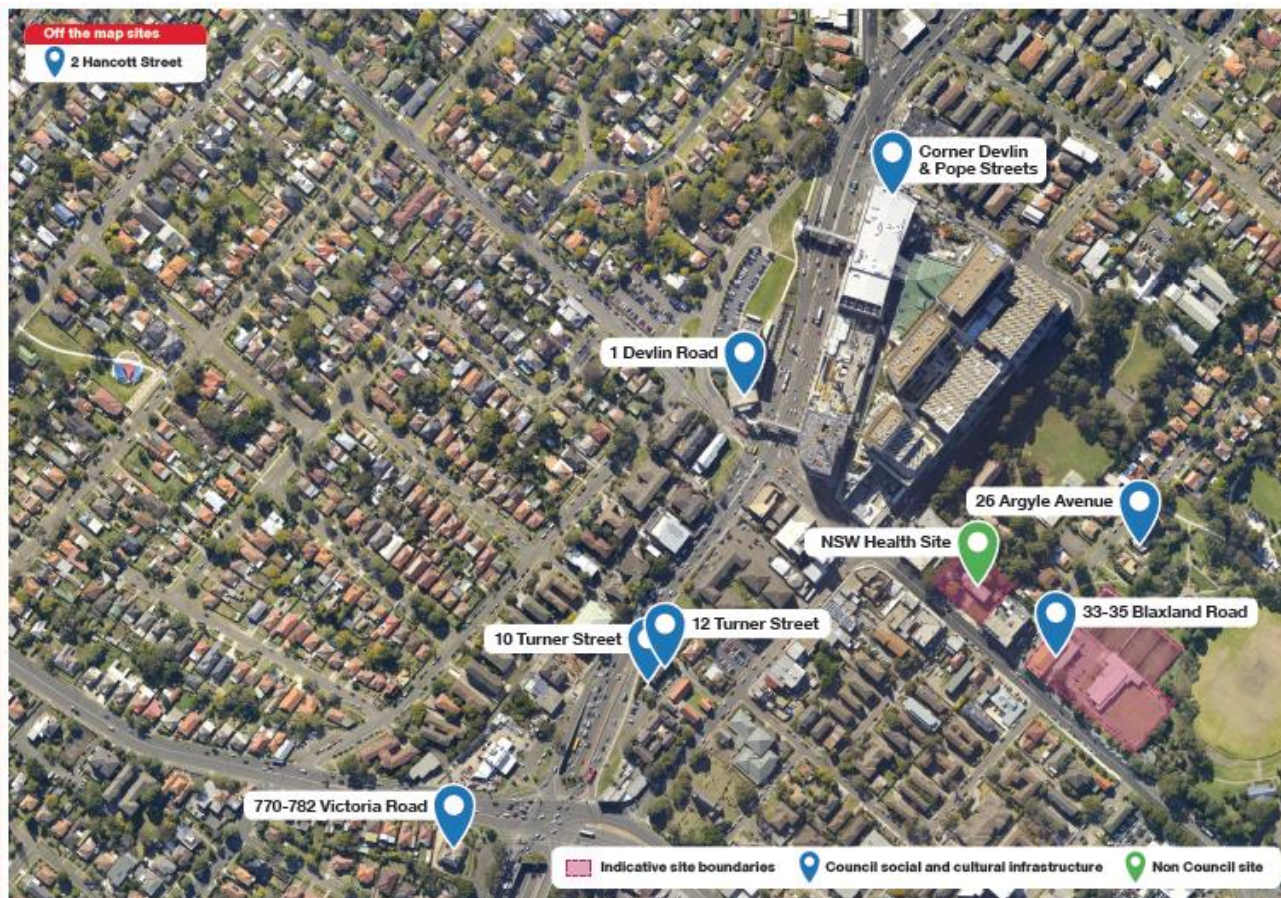 Off the map sites
2 Hancott Street
Corner Devlin
& Pope Streets
1 Devlin Road
26 Argyle Avenue
NSW Health Site
33-35 Blaxland Road
10 Turner Street
12 Turner Street
770-782 Victoria Road
Indicative site boundaries
Council social and cultural infrastructure
Non Council site